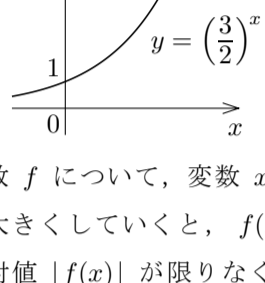 y = (3/2)^x
1
0
x
数 f について，変数 x
大きくしていくと， f(
対値 |f(x)| が限りなく